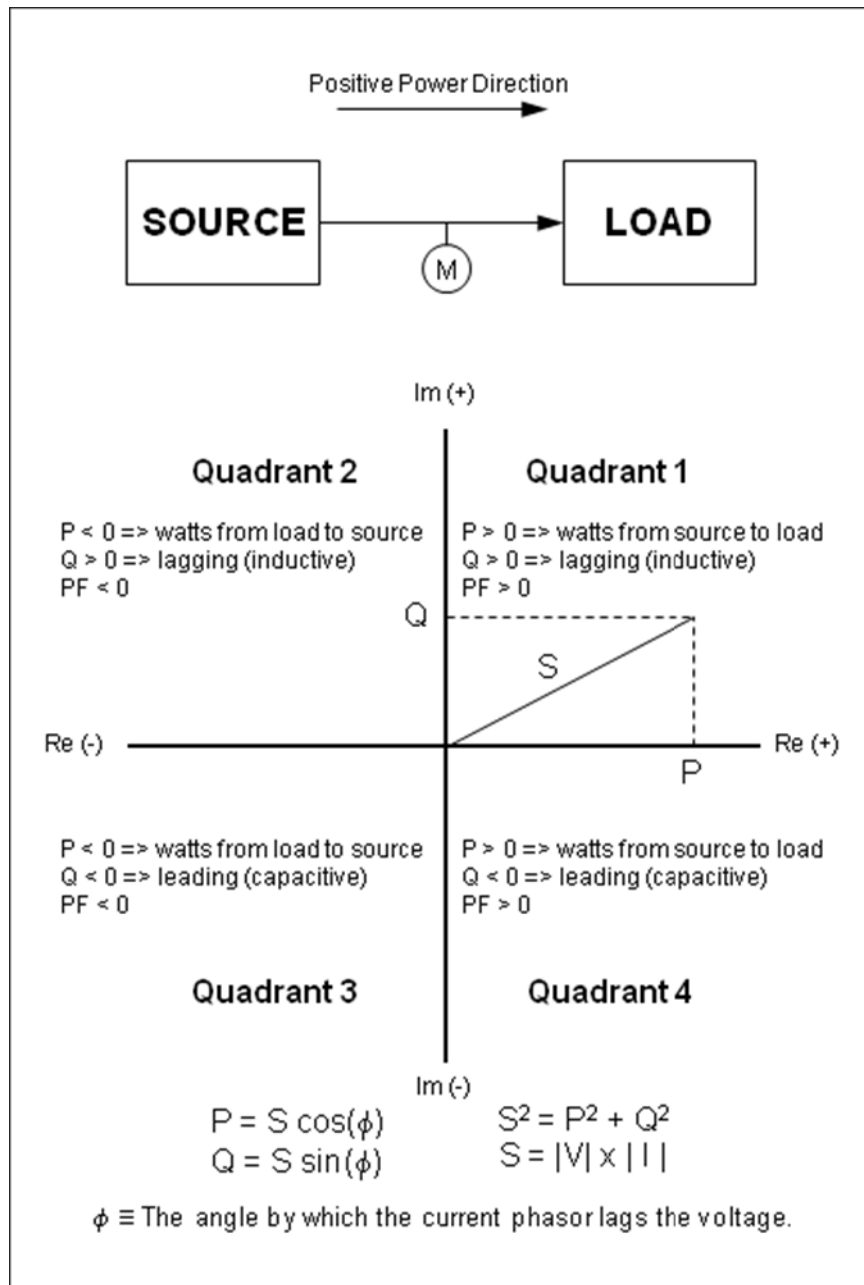 Positive Power Direction
SOURCE
LOAD
M
Im (+)
Quadrant 2
Quadrant 1
P < 0 => watts from load to source
Q > 0 => lagging (inductive)
PF < 0
P > 0 => watts from source to load
Q > 0 => lagging (inductive)
PF > 0
Q
S
Re (-)
Re (+)
P
P < 0 => watts from load to source
Q < 0 => leading (capacitive)
PF < 0
P > 0 => watts from source to load
Q < 0 => leading (capacitive)
PF > 0
Quadrant 3
Quadrant 4
Im (-)
P = S cos(ϕ)
Q = S sin(ϕ)
S² = P² + Q²
S = |V| x | I |
ϕ ≡ The angle by which the current phasor lags the voltage.